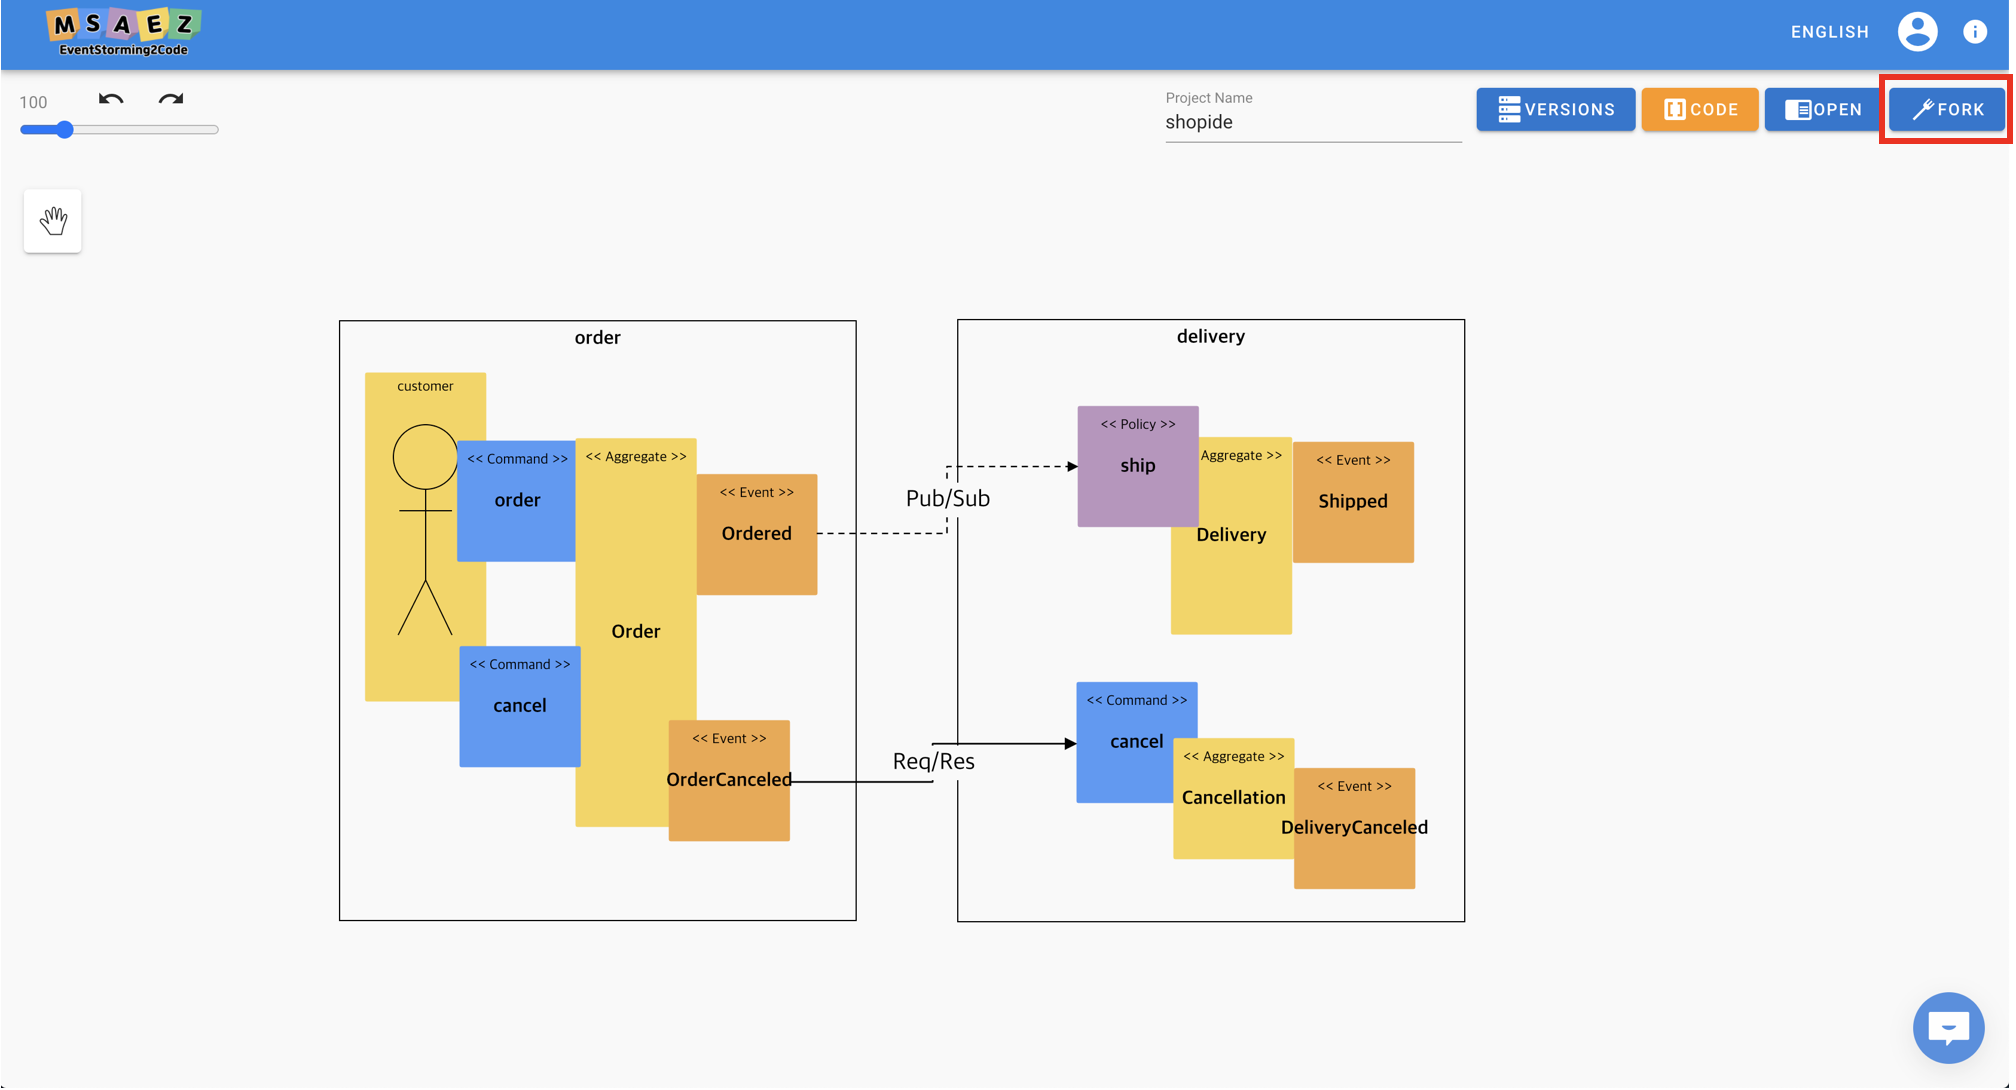 MSAEZ
EventStorming2Code
ENGLISH
100
Project Name
shopide
VERSIONS
CODE
OPEN
FORK
order
customer
<< Command >>
order
<< Aggregate >>
Order
<< Event >>
Ordered
<< Command >>
cancel
<< Event >>
OrderCanceled
Pub/Sub
Req/Res
delivery
<< Policy >>
ship
Aggregate >>
Delivery
<< Event >>
Shipped
<< Command >>
cancel
<< Aggregate >>
Cancellation
<< Event >>
DeliveryCanceled